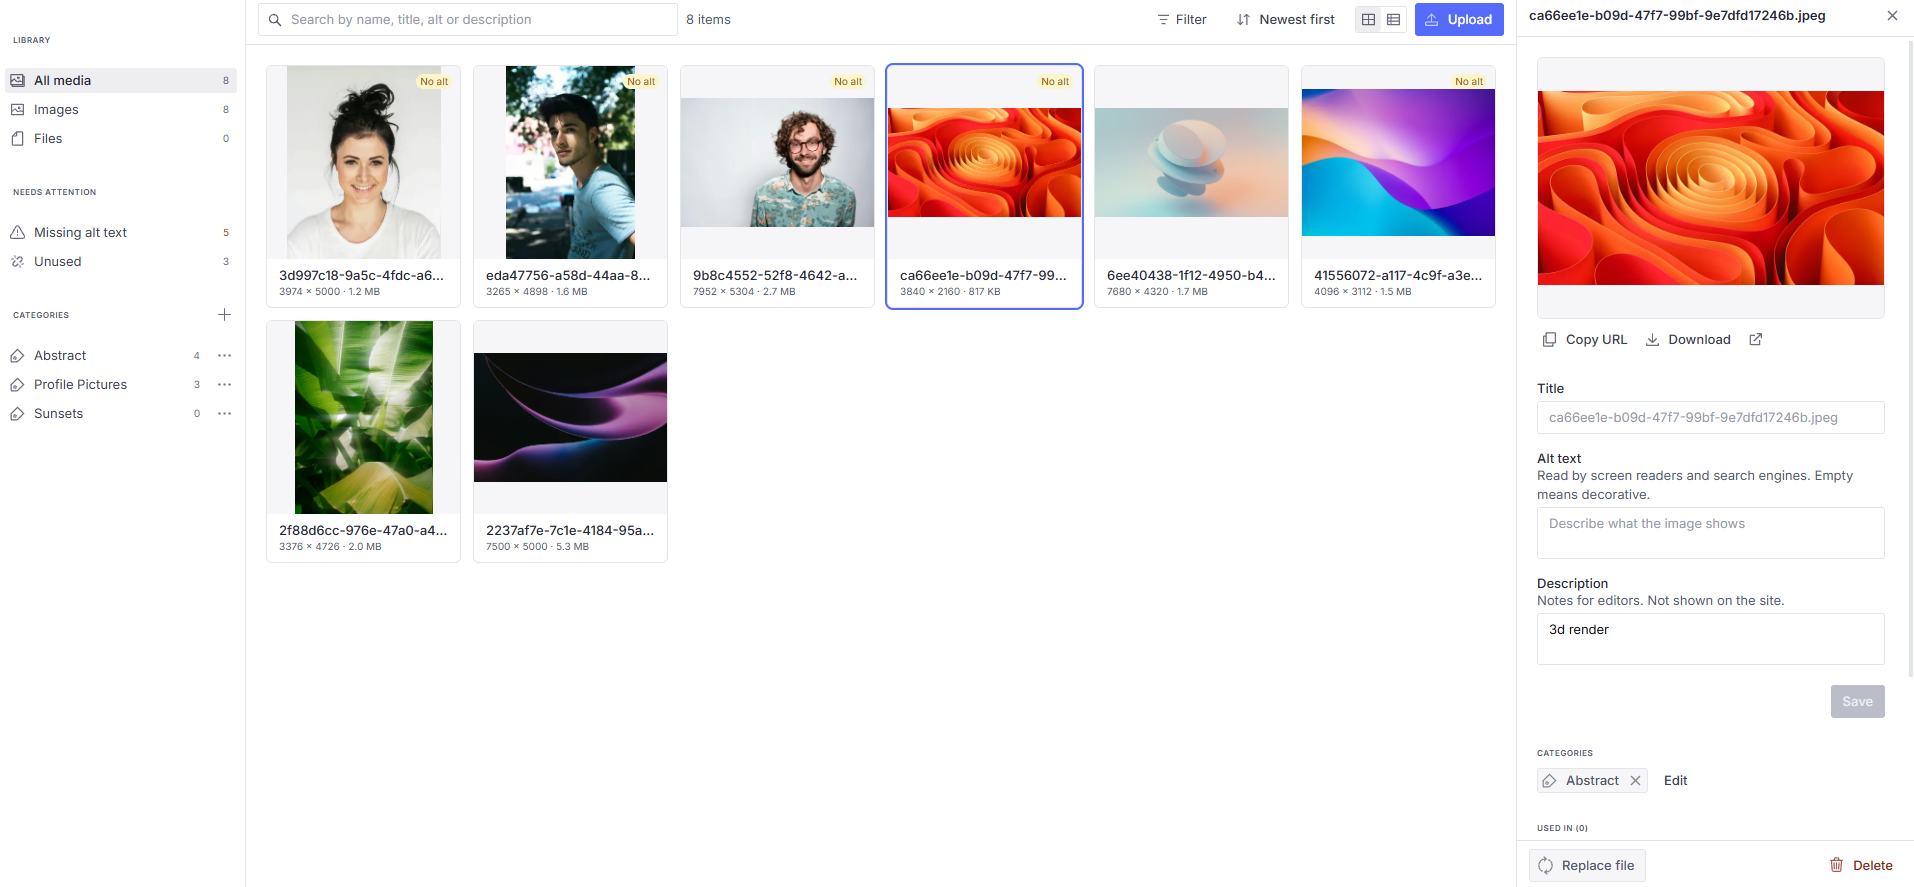 LIBRARY
All media 8
Images 8
Files 0
NEEDS ATTENTION
Missing alt text 5
Unused 3
CATEGORIES
Abstract 4
Profile Pictures 3
Sunsets 0
Search by name, title, alt or description
8 items
Filter
Newest first
Upload
No alt
3d997c18-9a5c-4fdc-a6...
3974 × 5000 · 1.2 MB
No alt
eda47756-a58d-44aa-8...
3265 × 4898 · 1.6 MB
No alt
9b8c4552-52f8-4642-a...
7952 × 5304 · 2.7 MB
No alt
ca66ee1e-b09d-47f7-99...
3840 × 2160 · 817 KB
6ee40438-1f12-4950-b4...
7680 × 4320 · 1.7 MB
No alt
41556072-a117-4c9f-a3e...
4096 × 3112 · 1.5 MB
2f88d6cc-976e-47a0-a4...
3376 × 4726 · 2.0 MB
2237af7e-7c1e-4184-95a...
7500 × 5000 · 5.3 MB
ca66ee1e-b09d-47f7-99bf-9e7dfd17246b.jpeg
Copy URL
Download
Title
ca66ee1e-b09d-47f7-99bf-9e7dfd17246b.jpeg
Alt text
Read by screen readers and search engines. Empty
means decorative.
Describe what the image shows
Description
Notes for editors. Not shown on the site.
3d render
Save
CATEGORIES
Abstract
Edit
USED IN (0)
Replace file
Delete